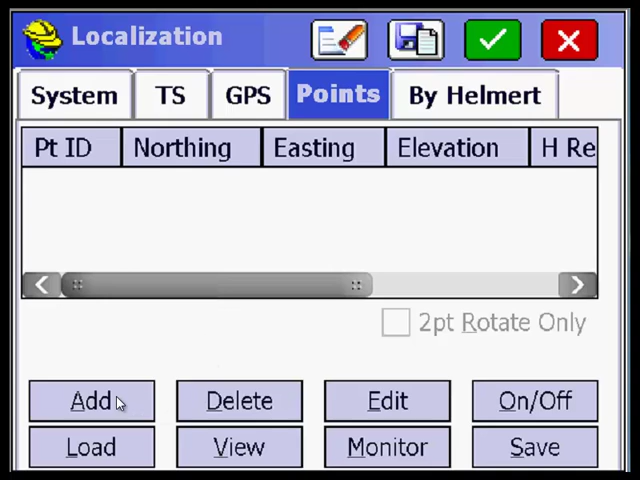 Localization
System TS GPS Points By Helmert
Pt ID Northing Easting Elevation H Re
2pt Rotate Only
Add Delete Edit On/Off
Load View Monitor Save